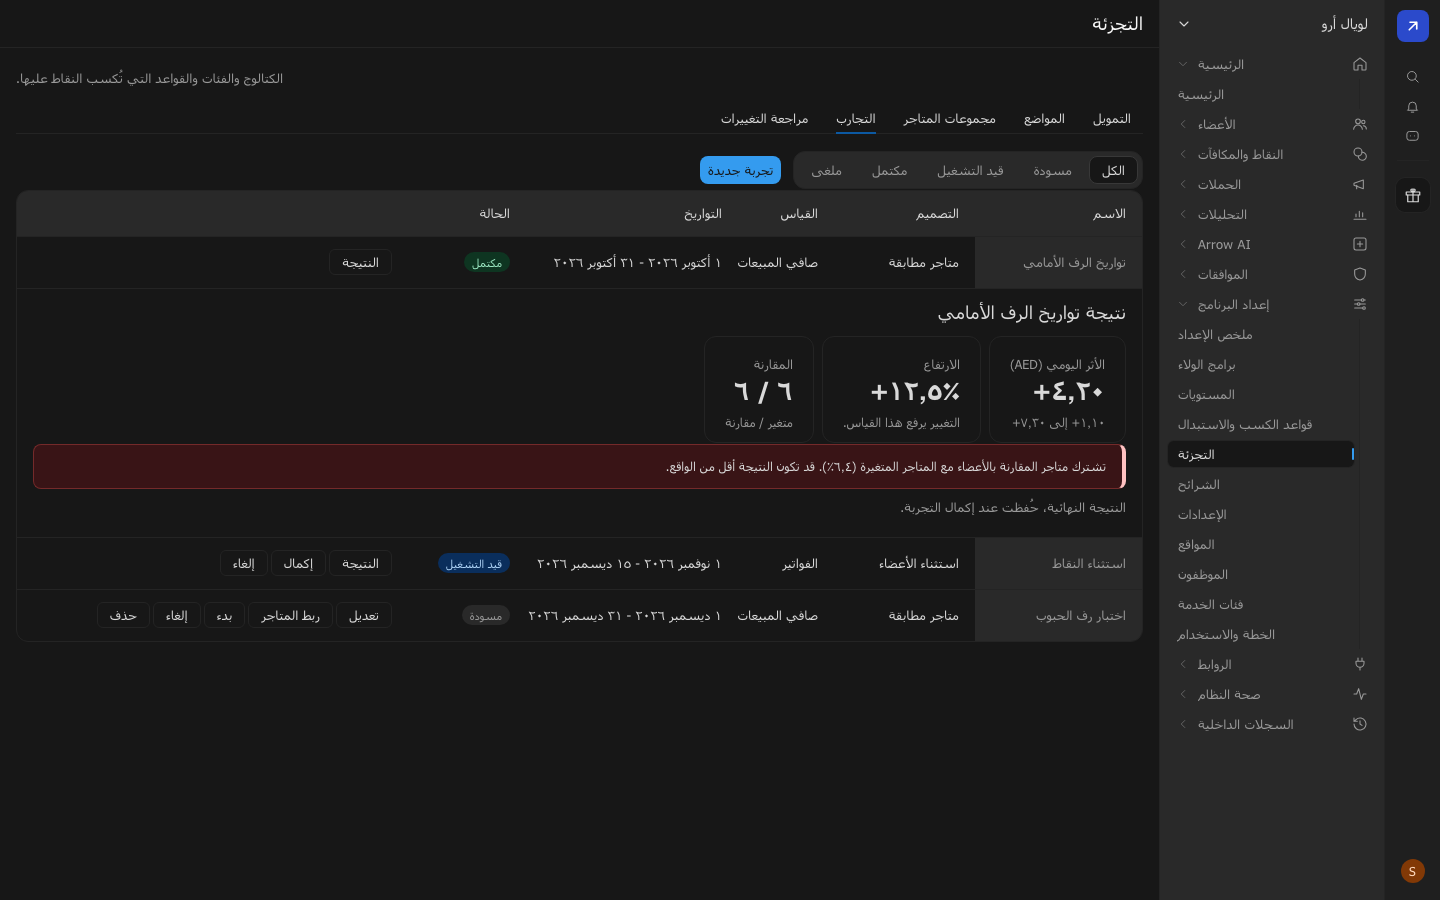 لويال أرو
الرئيسية
الرئيسية
الأعضاء
النقاط والمكافآت
الحملات
التحليلات
Arrow AI
الموافقات
إعداد البرنامج
ملخص الإعداد
برامج الولاء
المستويات
قواعد الكسب والاستبدال
التجزئة
الشرائح
الإعدادات
المواقع
الموظفون
فئات الخدمة
الخطة والاستخدام
الروابط
صحة النظام
السجلات الداخلية
S
التجزئة
الكتالوج والفئات والقواعد التي تُكسب النقاط عليها.
التمويل المواضع مجموعات المتاجر التجارب مراجعة التغييرات
الكل مسودة قيد التشغيل مكتمل ملغى تجربة جديدة
الاسم التصميم القياس التواريخ الحالة
تواريخ الرف الأمامي متاجر مطابقة صافي المبيعات ١ أكتوبر ٢٠٢٦ - ٣١ أكتوبر ٢٠٢٦ مكتمل النتيجة
نتيجة تواريخ الرف الأمامي
الأثر اليومي (AED) الارتفاع المقارنة
+٤,٢٠ +١٢,٥٪ ٦ / ٦
+١,١٠ إلى +٧,٣٠ التغيير يرفع هذا القياس. متغير / مقارنة
تشترك متاجر المقارنة بالأعضاء مع المتاجر المتغيرة (٦,٤٪). قد تكون النتيجة أقل من الواقع.
النتيجة النهائية، حُفظت عند إكمال التجربة.
استثناء النقاط استثناء الأعضاء الفواتير ١ نوفمبر ٢٠٢٦ - ١٥ ديسمبر ٢٠٢٦ قيد التشغيل النتيجة إكمال إلغاء
اختبار رف الحبوب متاجر مطابقة صافي المبيعات ١ ديسمبر ٢٠٢٦ - ٣١ ديسمبر ٢٠٢٦ مسودة تعديل ربط المتاجر بدء إلغاء حذف